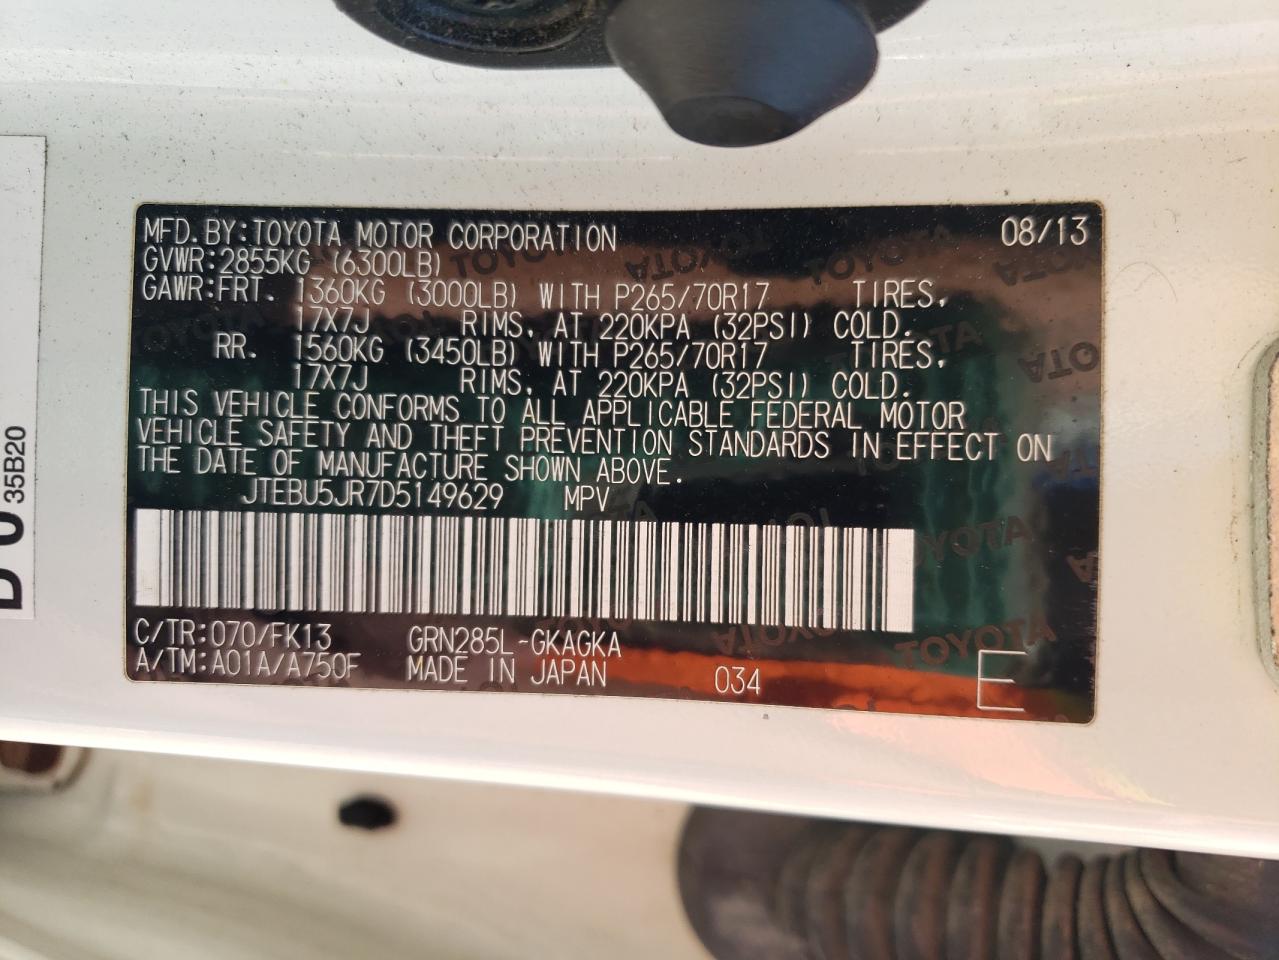 MFD.BY:TOYOTA MOTOR CORPORATION 08/13
GVWR:2855KG (6300LB)
GAWR:FRT. 1360KG (3000LB) WITH P265/70R17 TIRES,
17X7J RIMS, AT 220KPA (32PSI) COLD.
RR. 1560KG (3450LB) WITH P265/70R17 TIRES,
17X7J RIMS, AT 220KPA (32PSI) COLD.
THIS VEHICLE CONFORMS TO ALL APPLICABLE FEDERAL MOTOR
VEHICLE SAFETY AND THEFT PREVENTION STANDARDS IN EFFECT ON
THE DATE OF MANUFACTURE SHOWN ABOVE.
JTEBU5JR7D5149629 MPV
C/TR:070/FK13 GRN285L-GKAGKA
A/TM:A01A/A750F MADE IN JAPAN 034 E
35B20